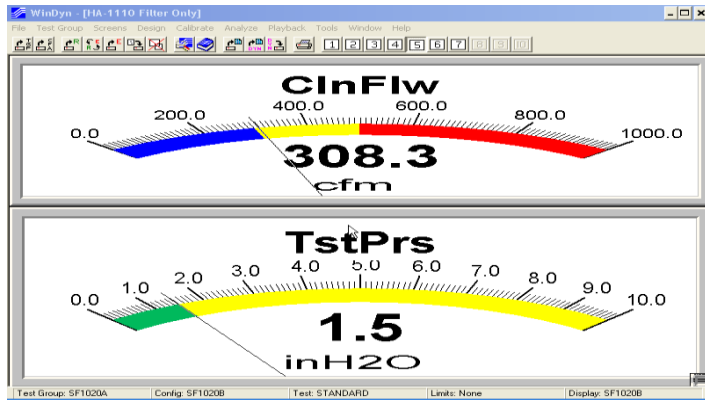 WinDyn - [HA-1110 Filter Only]
File Test Group Screens Design Calibrate Analyze Playback Tools Window Help
1 2 3 4 5 6 7 8 9 10
ClnFlw
0.0 200.0 400.0 600.0 800.0 1000.0
308.3
cfm
TstPrs
0.0 1.0 2.0 3.0 4.0 5.0 6.0 7.0 8.0 9.0 10.0
1.5
inH2O
Test Group: SF1020A Config: SF1020B Test: STANDARD Limits: None Display: SF1020B